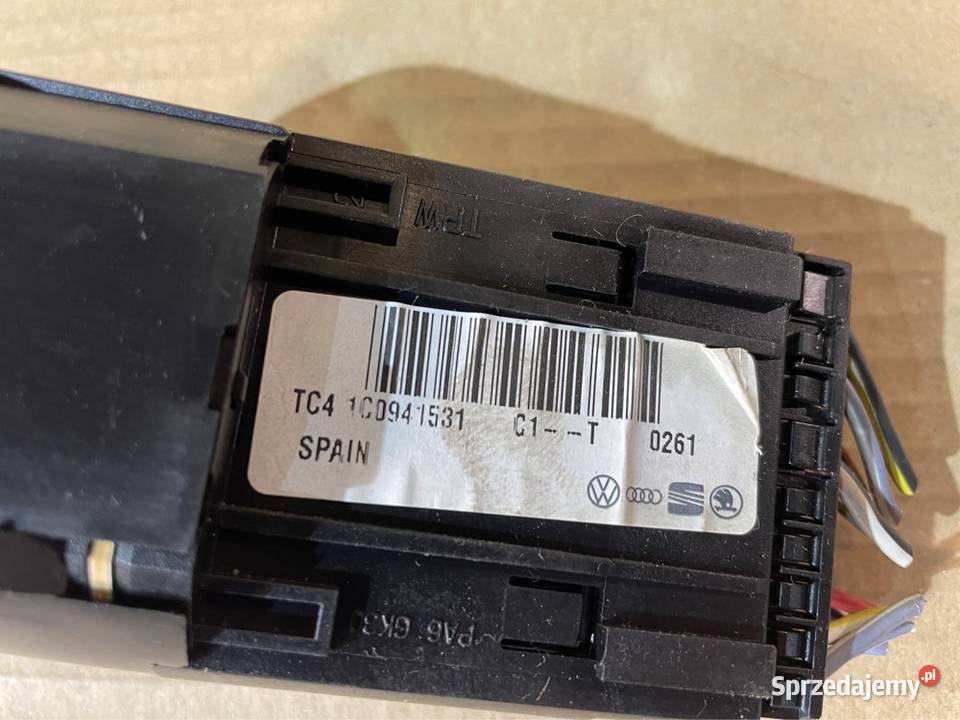 TRW
TC4 1C0941531 C1--T 0261
SPAIN
PA6 GK30
Sprzedajemy.pl